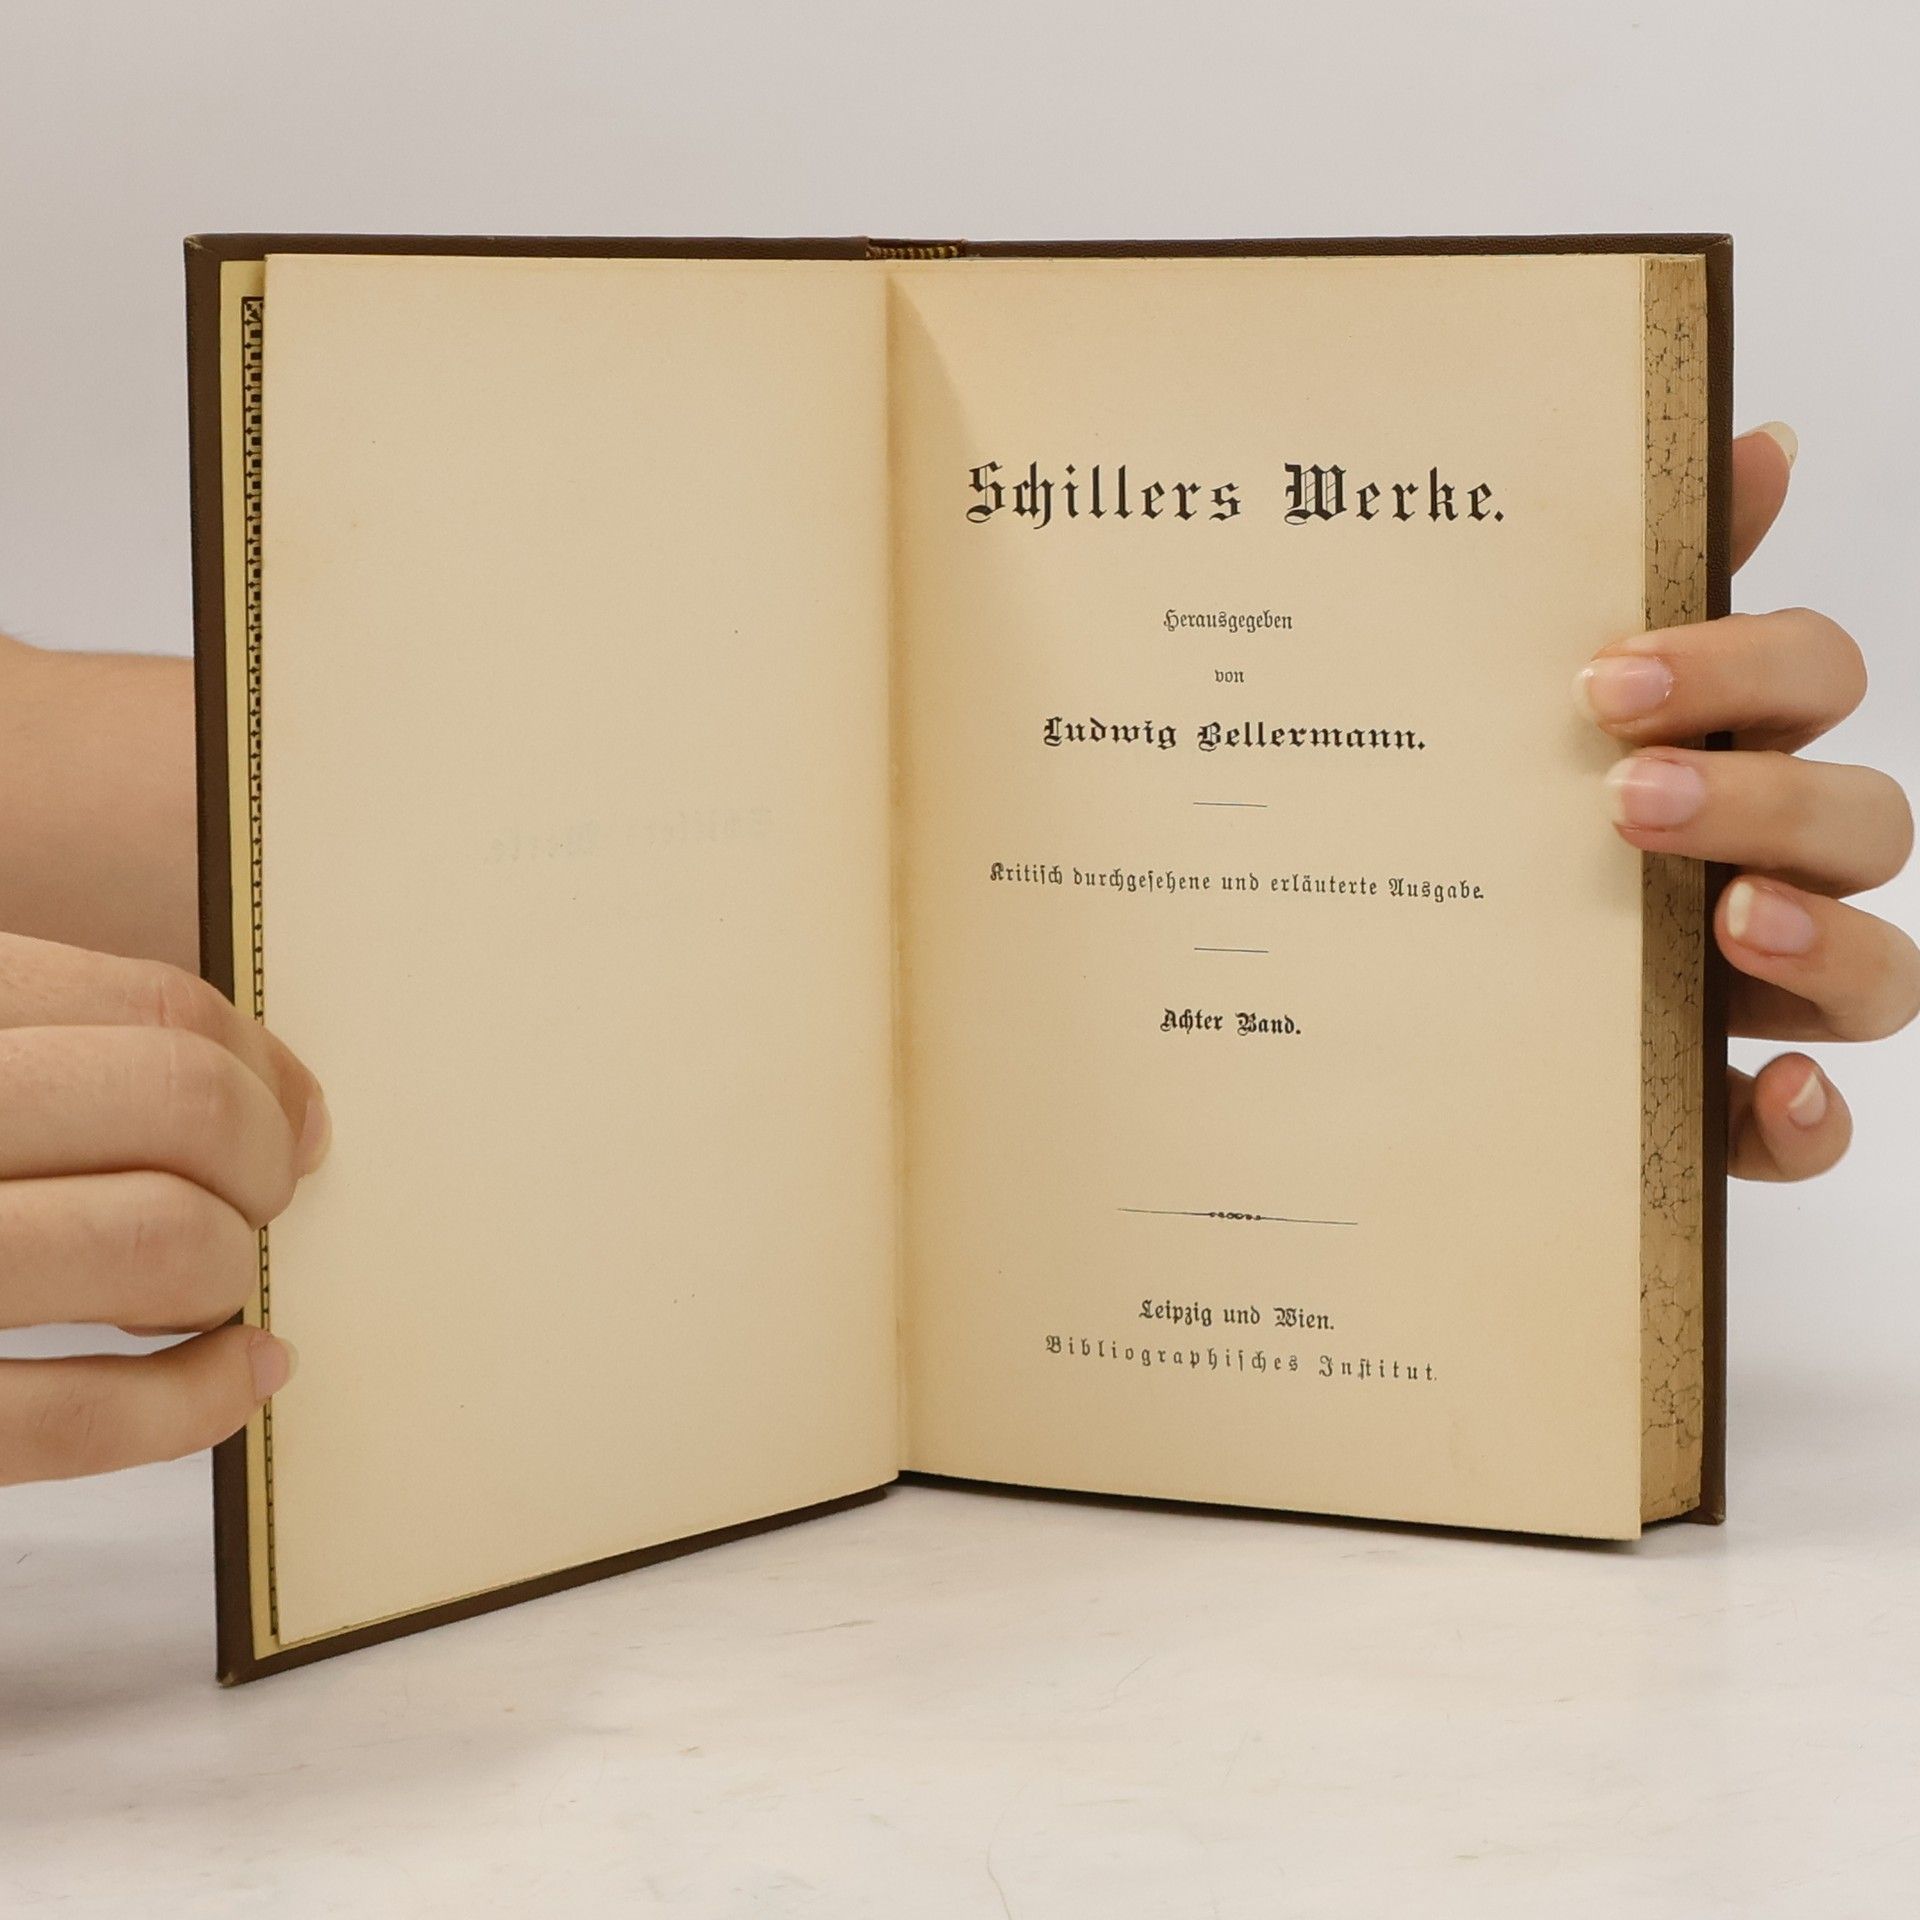 Schillers Werke.
Herausgegeben
von
Ludwig Bellermann.
Kritiſch durchgeſehene und erläuterte Ausgabe.
Achter Band.
Leipzig und Wien.
Bibliographiſches Inſtitut.